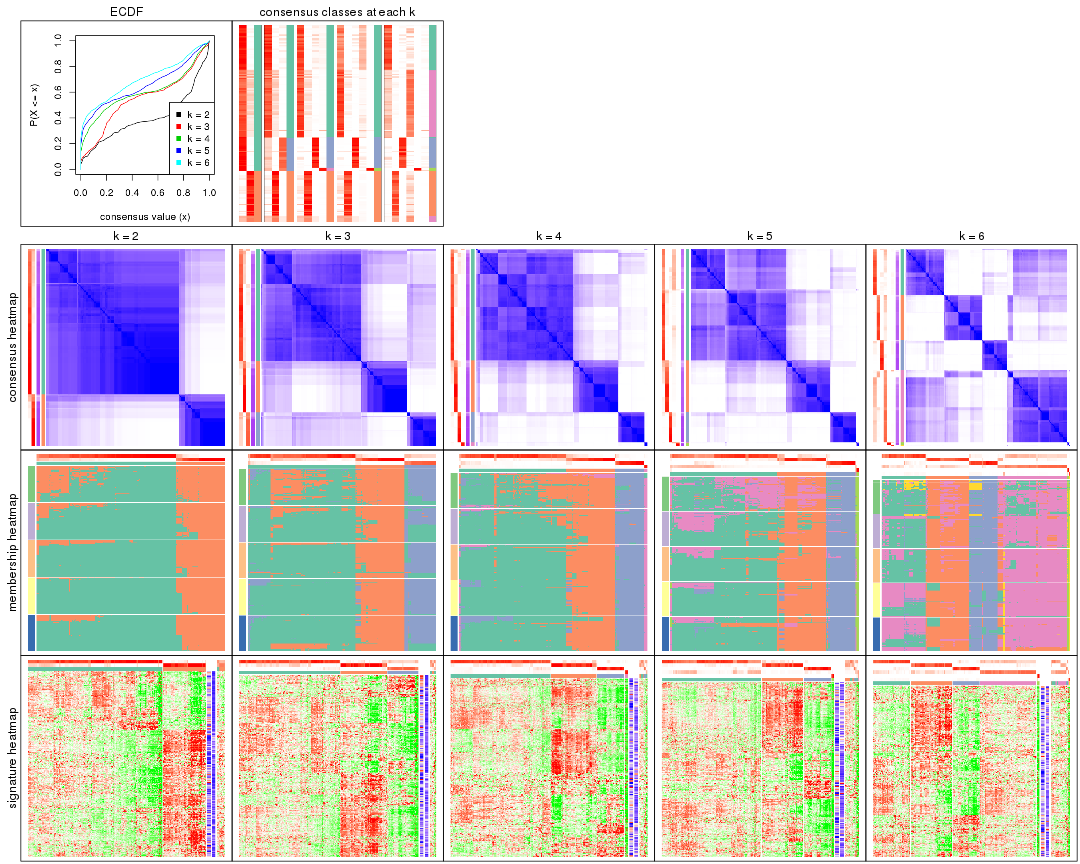 ECDF
consensus classes at each k
P(X <= x)
0.0 0.2 0.4 0.6 0.8 1.0
k = 2
k = 3
k = 4
k = 5
k = 6
0.0 0.2 0.4 0.6 0.8 1.0
consensus value (x)
k = 2 k = 3 k = 4 k = 5 k = 6
consensus heatmap
membership heatmap
signature heatmap